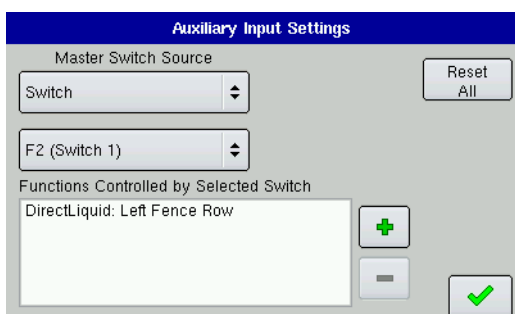 Auxiliary Input Settings
Master Switch Source
Switch
Reset
All
F2 (Switch 1)
Functions Controlled by Selected Switch
DirectLiquid: Left Fence Row